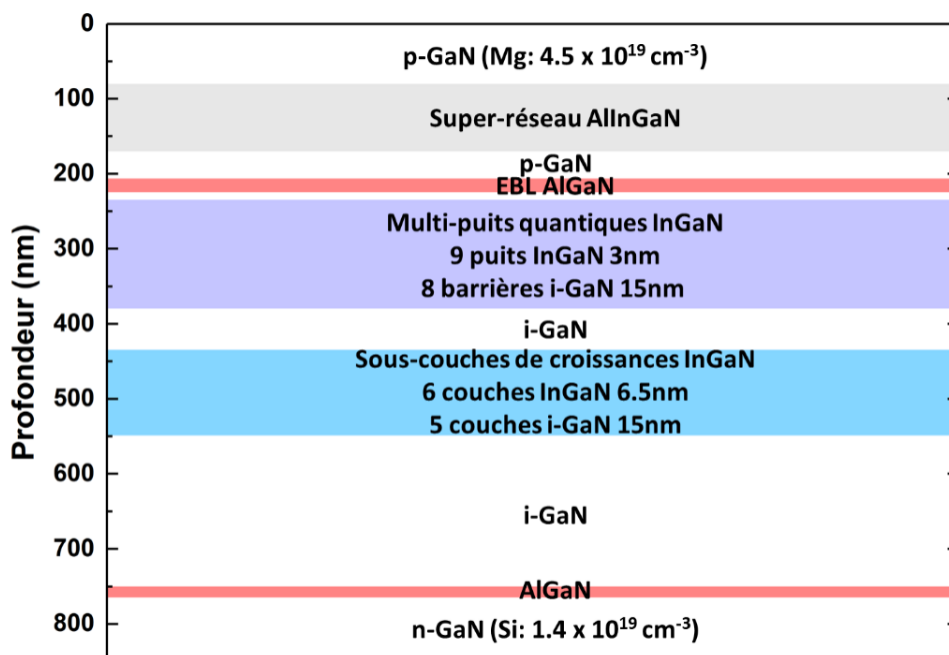 0
p-GaN (Mg: 4.5 x 10¹⁹ cm⁻³)
100
Super-réseau AlInGaN
p-GaN
200
EBL AlGaN
Multi-puits quantiques InGaN
300
9 puits InGaN 3nm
8 barrières i-GaN 15nm
400
i-GaN
Sous-couches de croissances InGaN
6 couches InGaN 6.5nm
500
5 couches i-GaN 15nm
600
i-GaN
700
AlGaN
800
n-GaN (Si: 1.4 x 10¹⁹ cm⁻³)
Profondeur (nm)